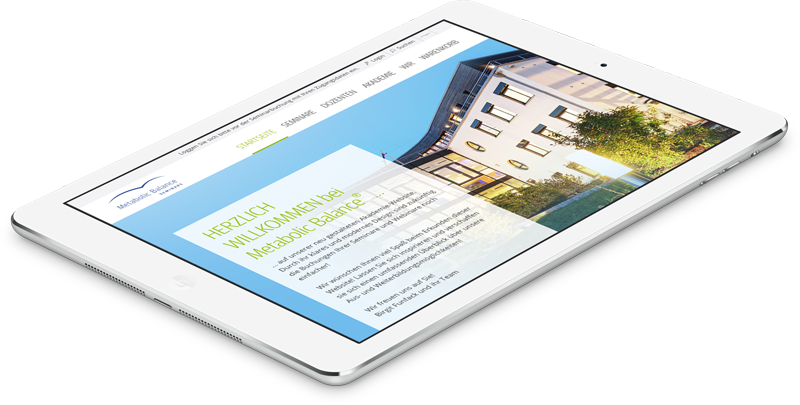 Loggen Sie sich bitte vor der Seminarbuchung mit Ihren Zugangsdaten ein.
Login
Suchen
STARTSEITE SEMINARE DOZENTEN AKADEMIE WIR WARENKORB
Metabolic Balance
HERZLICH
WILLKOMMEN bei
Metabolic Balance®
... auf unserer neu gestalteten Akademie-Website.
Durch ihr klares und modernes Design sind zukünftig
die Buchungen Ihrer Seminare und Webinare noch
einfacher!
Wir wünschen Ihnen viel Spaß beim Erkunden dieser
Website! Lassen Sie sich inspirieren und verschaffen
sie sich einen umfassenden Überblick über unsere
Aus- und Weiterbildungsmöglichkeiten!
Wir freuen uns auf Sie!
Birgit Funfack und ihr Team